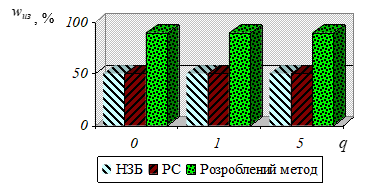 w_нз , %
100
50
0
0 1 5 q
НЗБ РС Розроблений метод